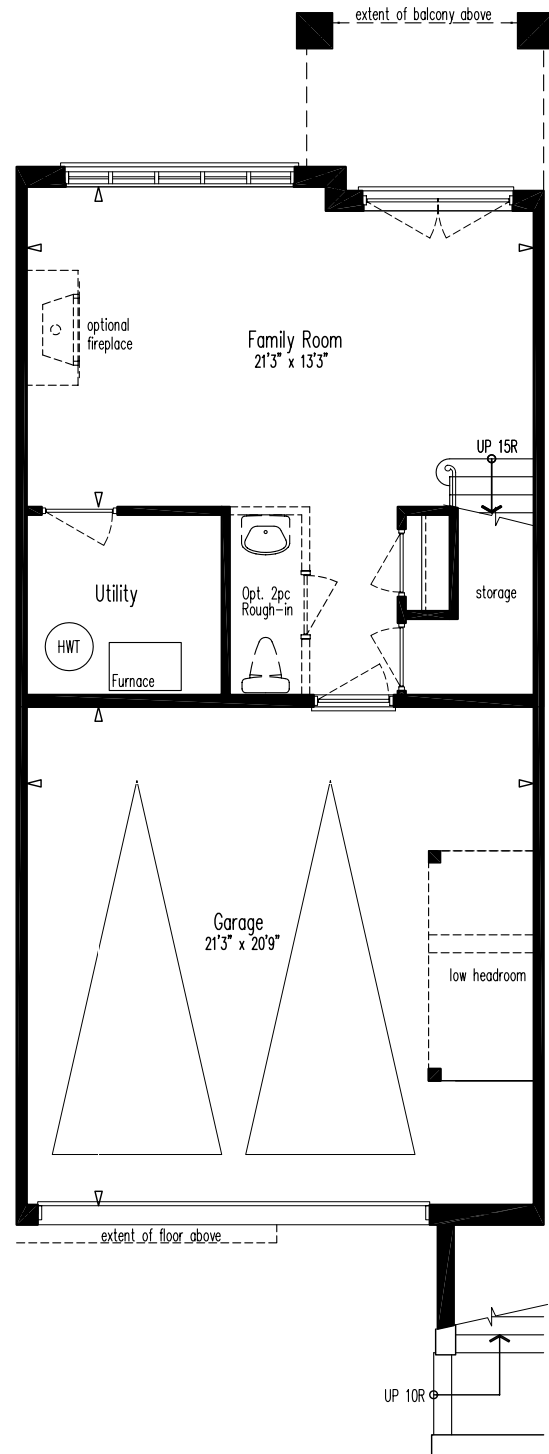 extent of balcony above
optional
fireplace
Family Room
21'3" x 13'3"
UP 15R
Utility
Opt. 2pc
Rough-in
storage
HWT
Furnace
Garage
21'3" x 20'9"
low headroom
extent of floor above
UP 10R